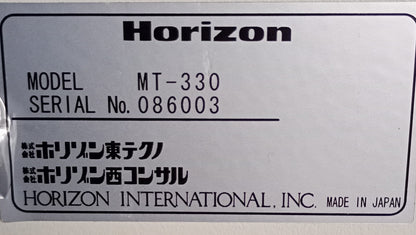 Horizon
MODEL MT-330
SERIAL No. 086003
株式会社ホリゾン東テクノ
株式会社ホリゾン西コンサル
HORIZON INTERNATIONAL, INC. MADE IN JAPAN